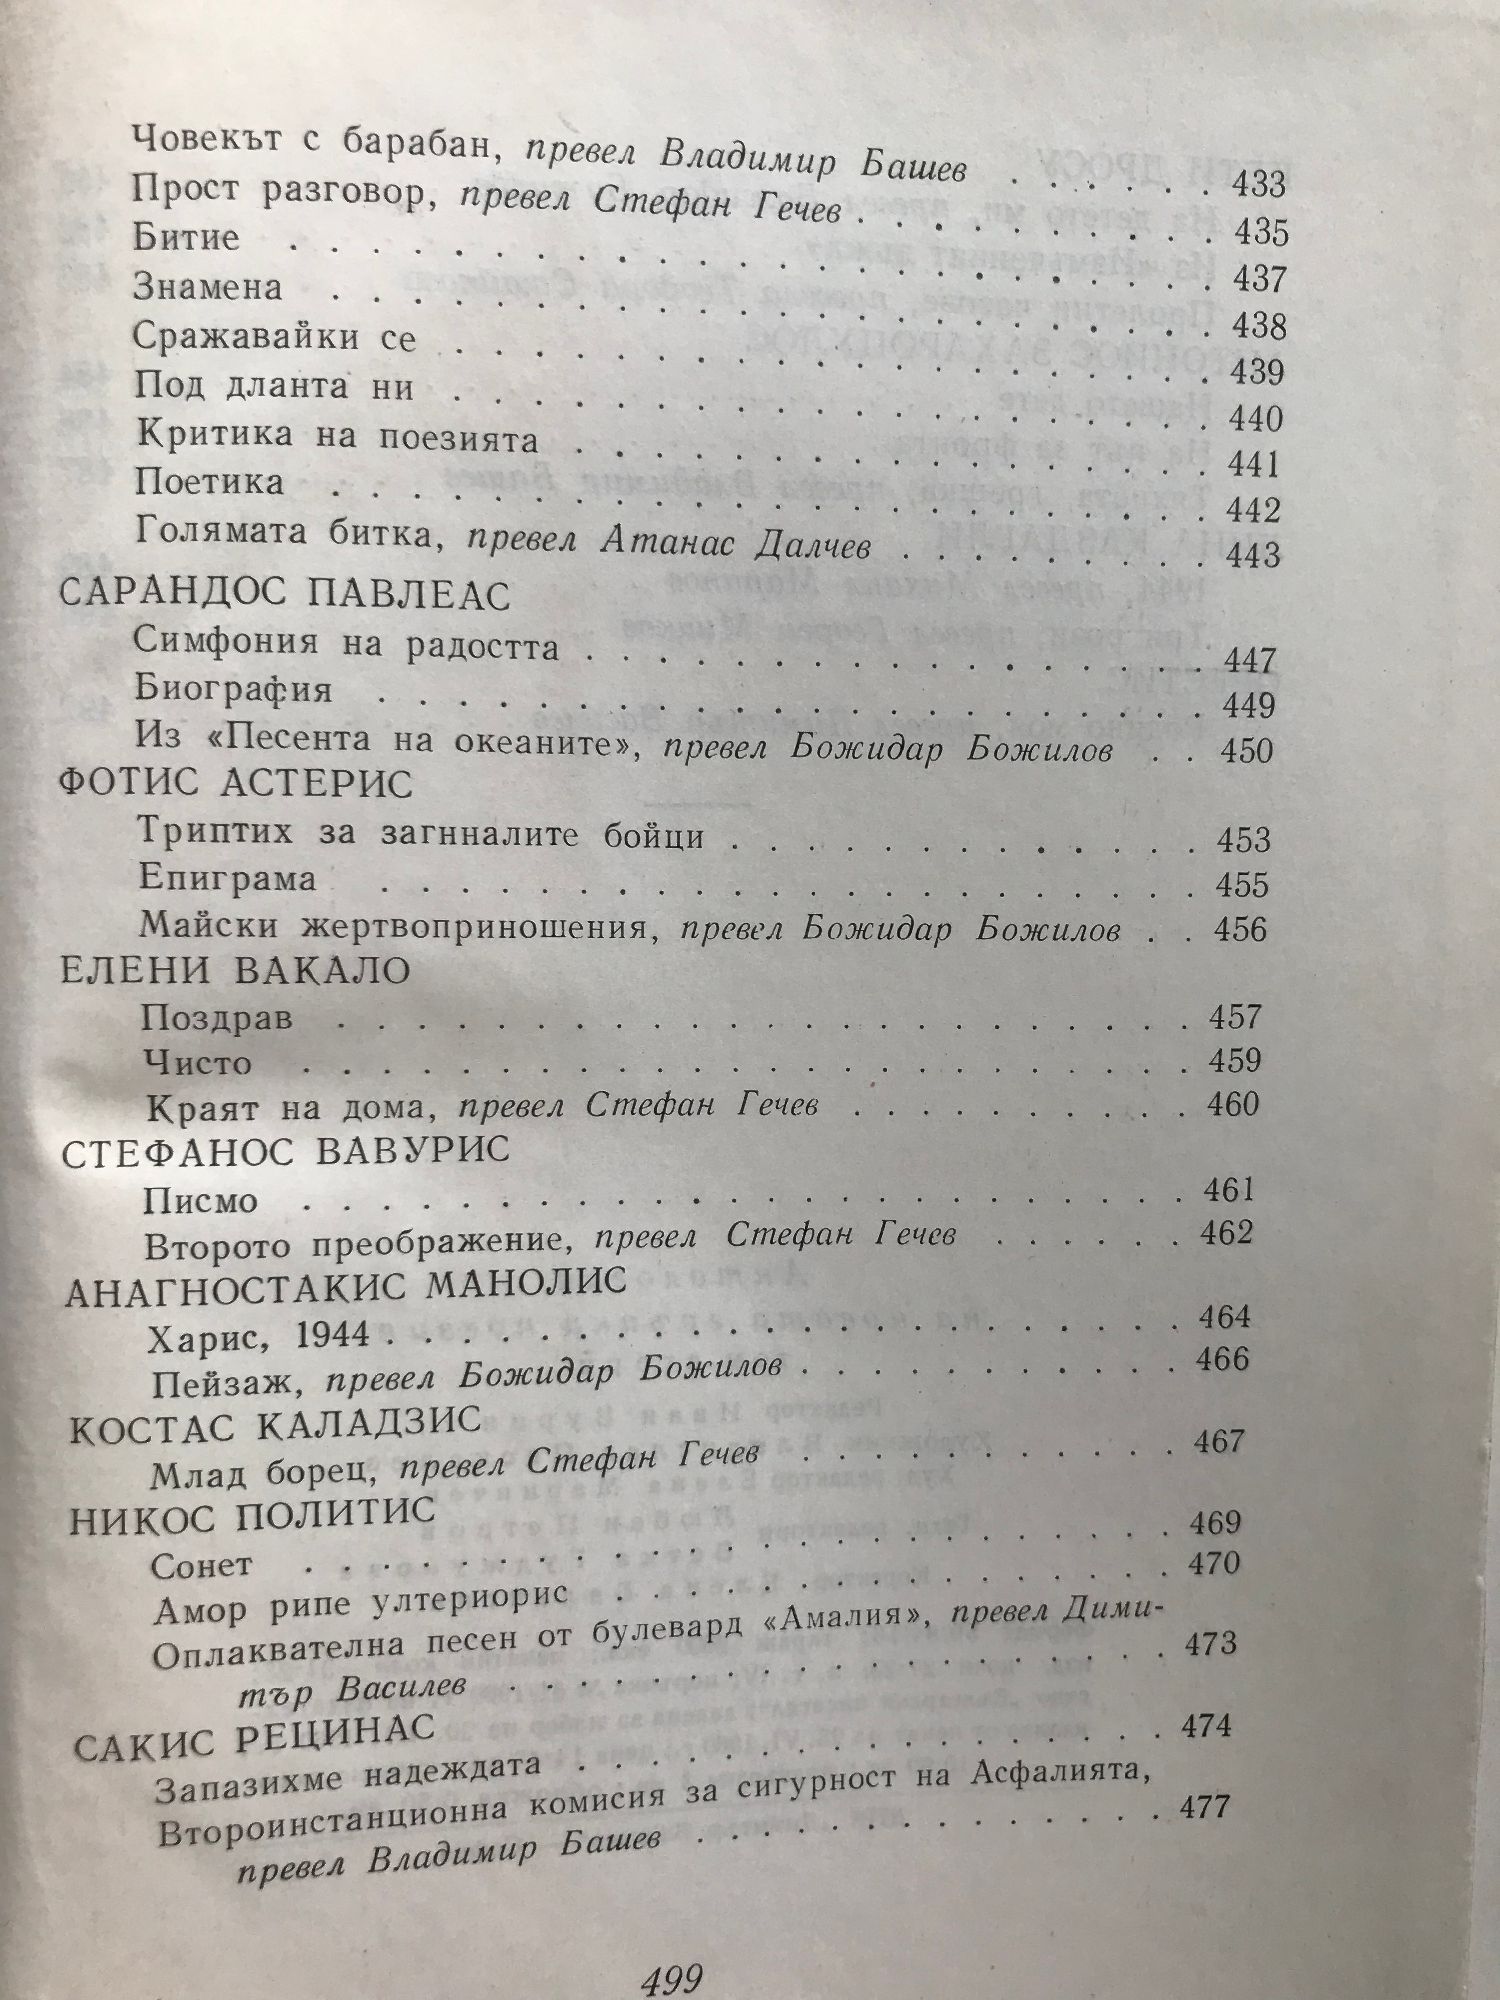 Човекът с барабан, превел Владимир Башев . . . . . . 433
Прост разговор, превел Стефан Гечев . . . . . . . . . 435
Битие . . . . . . . . . . . . . . . . . . . . . . . 437
Знамена . . . . . . . . . . . . . . . . . . . . . . 438
Сражавайки се . . . . . . . . . . . . . . . . . . . 439
Под дланта ни . . . . . . . . . . . . . . . . . . . 440
Критика на поезията . . . . . . . . . . . . . . . . 441
Поетика . . . . . . . . . . . . . . . . . . . . . . 442
Голямата битка, превел Атанас Далчев . . . . . . . . 443
САРАНДОС ПАВЛЕАС
Симфония на радостта . . . . . . . . . . . . . . . . 447
Биография . . . . . . . . . . . . . . . . . . . . . 449
Из «Песента на океаните», превел Божидар Божилов . . 450
ФОТИС АСТЕРИС
Триптих за загнналите бойци . . . . . . . . . . . . 453
Епиграма . . . . . . . . . . . . . . . . . . . . . 455
Майски жертвоприношения, превел Божидар Божилов . . 456
ЕЛЕНИ ВАКАЛО
Поздрав . . . . . . . . . . . . . . . . . . . . . . 457
Чисто . . . . . . . . . . . . . . . . . . . . . . . 459
Краят на дома, превел Стефан Гечев . . . . . . . . . 460
СТЕФАНОС ВАВУРИС
Писмо . . . . . . . . . . . . . . . . . . . . . . . 461
Второто преображение, превел Стефан Гечев . . . . . . 462
АНАГНОСТАКИС МАНОЛИС
Харис, 1944 . . . . . . . . . . . . . . . . . . . . 464
Пейзаж, превел Божидар Божилов . . . . . . . . . . . 466
КОСТАС КАЛАДЗИС
Млад борец, превел Стефан Гечев . . . . . . . . . . 467
НИКОС ПОЛИТИС
Сонет . . . . . . . . . . . . . . . . . . . . . . . 469
Амор рипе ултериорис . . . . . . . . . . . . . . . 470
Оплаквателна песен от булевард «Амалия», превел Дими-
тър Василев . . . . . . . . . . . . . . . . . . 473
САКИС РЕЦИНАС
Запазихме надеждата . . . . . . . . . . . . . . . . 474
Второинстанционна комисия за сигурност на Асфалията,
превел Владимир Башев . . . . . . . . . . . . . 477
499